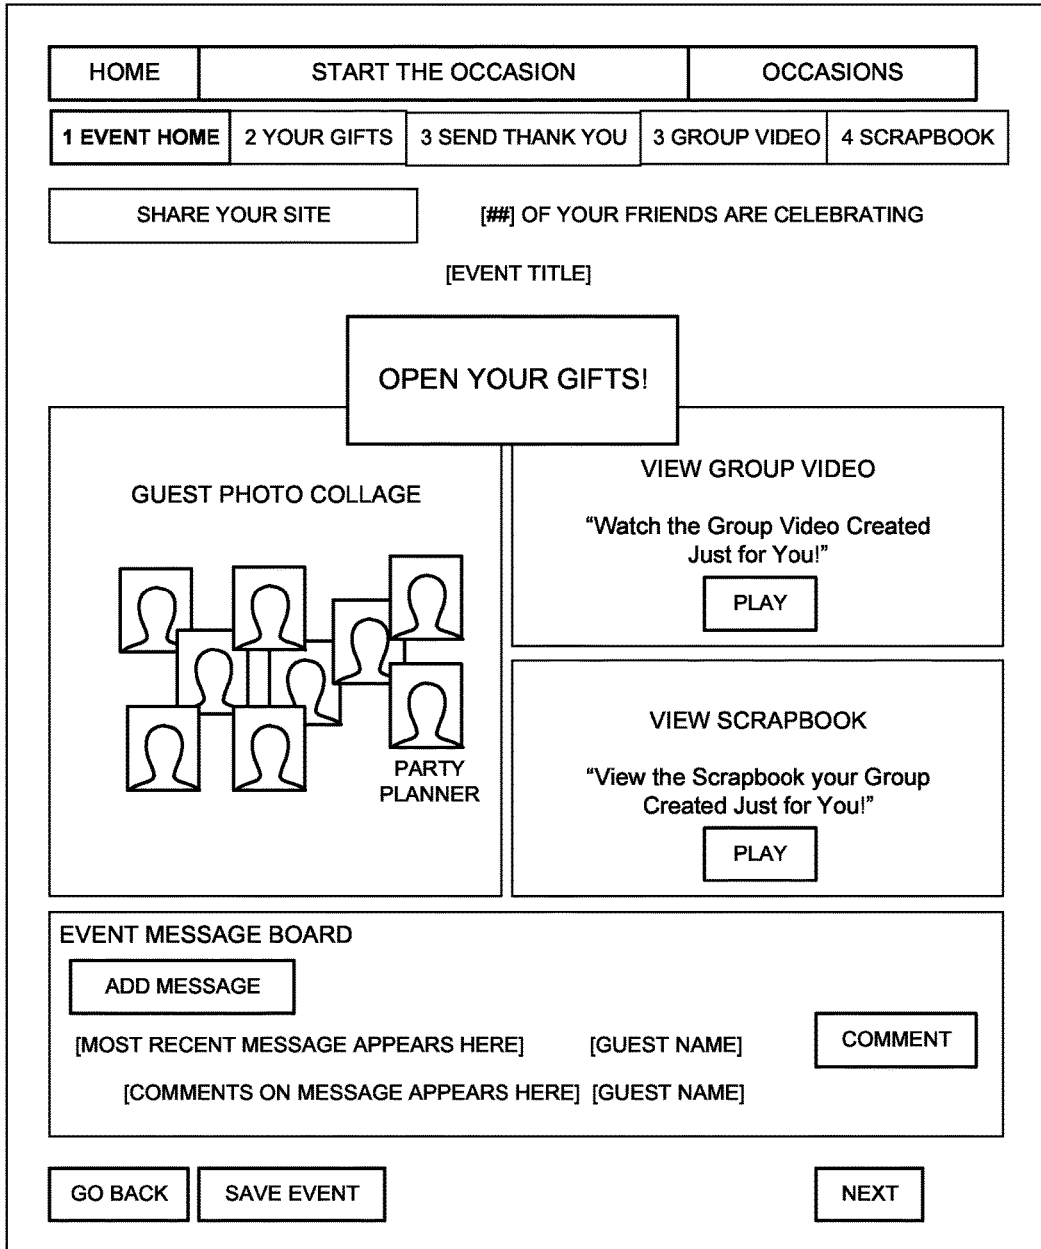 HOME START THE OCCASION OCCASIONS
1 EVENT HOME 2 YOUR GIFTS 3 SEND THANK YOU 3 GROUP VIDEO 4 SCRAPBOOK
SHARE YOUR SITE [##] OF YOUR FRIENDS ARE CELEBRATING
[EVENT TITLE]
OPEN YOUR GIFTS!
GUEST PHOTO COLLAGE
PARTY
PLANNER
VIEW GROUP VIDEO
“Watch the Group Video Created
Just for You!”
PLAY
VIEW SCRAPBOOK
“View the Scrapbook your Group
Created Just for You!”
PLAY
EVENT MESSAGE BOARD
ADD MESSAGE
[MOST RECENT MESSAGE APPEARS HERE] [GUEST NAME] COMMENT
[COMMENTS ON MESSAGE APPEARS HERE] [GUEST NAME]
GO BACK SAVE EVENT NEXT